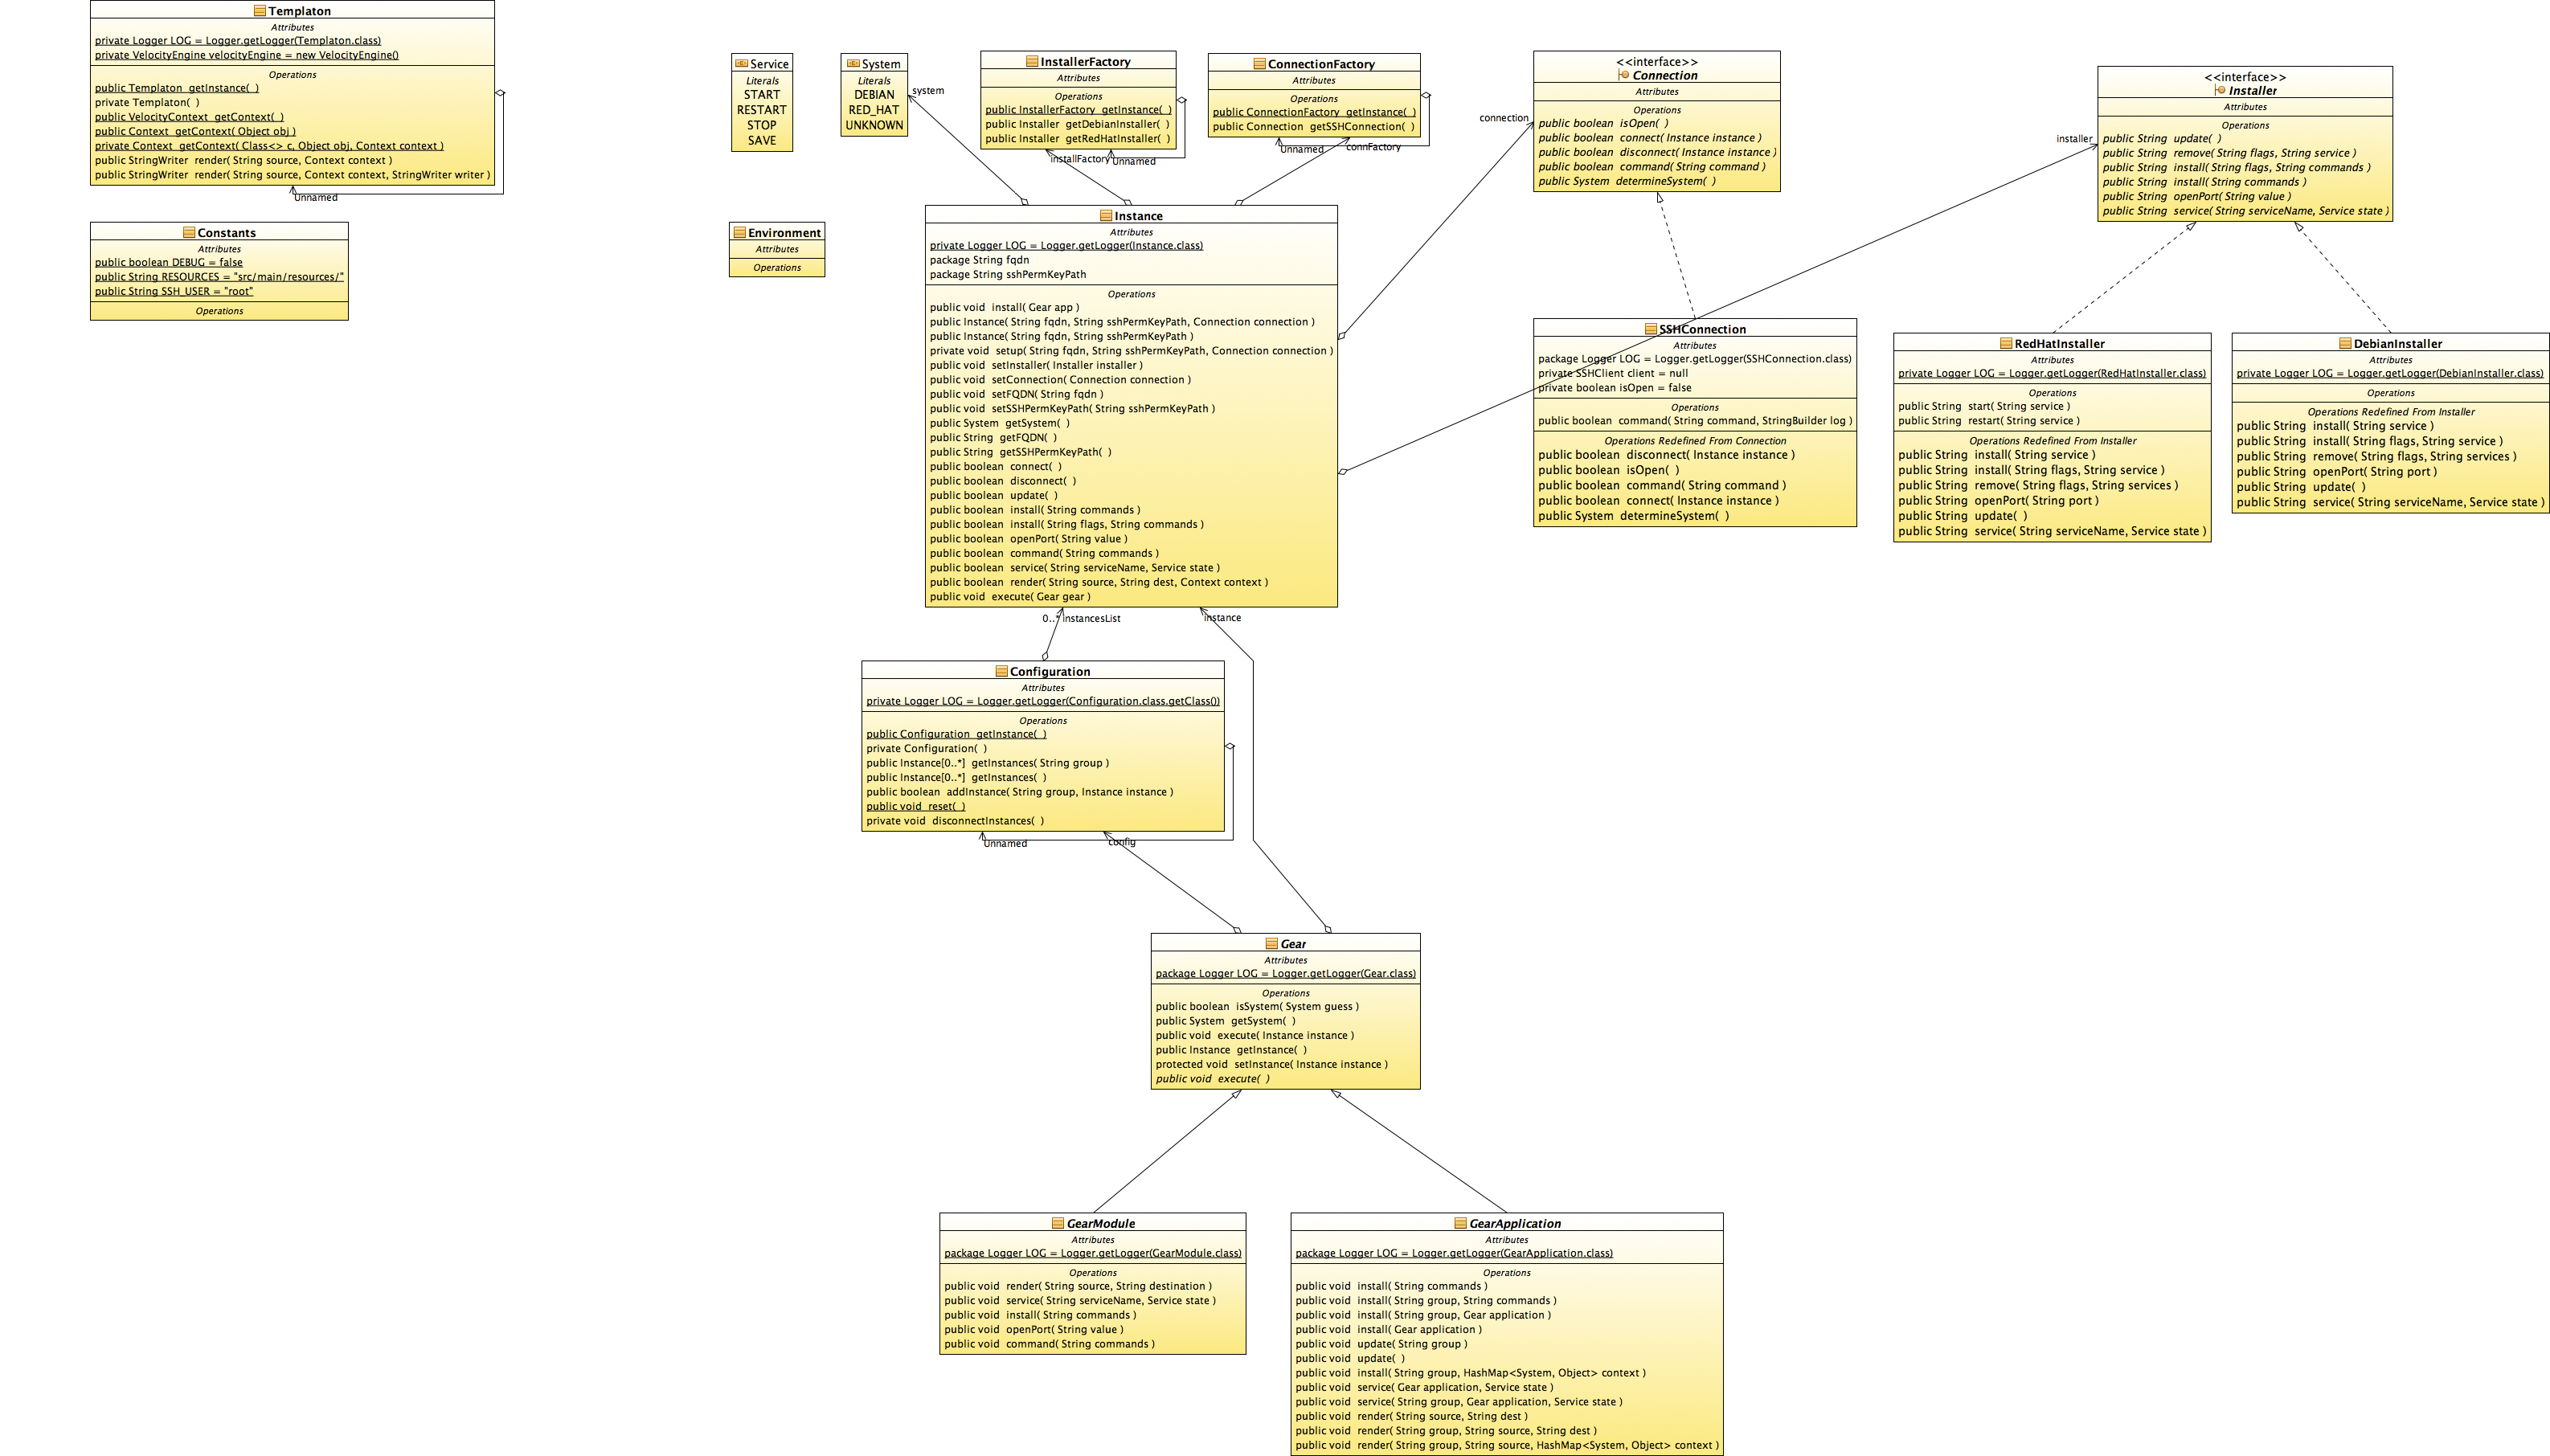 Templaton
Attributes
private Logger LOG = Logger.getLogger(Templaton.class)
private VelocityEngine velocityEngine = new VelocityEngine()
Operations
public Templaton getInstance( )
private Templaton( )
public VelocityContext getContext( )
public Context getContext( Object obj )
private Context getContext( Class<> c, Object obj, Context context )
public StringWriter render( String source, Context context )
public StringWriter render( String source, Context context, StringWriter writer )
Unnamed
Constants
Attributes
public boolean DEBUG = false
public String RESOURCES = "src/main/resources/"
public String SSH_USER = "root"
Operations
Service
Literals
START
RESTART
STOP
SAVE
System
Literals
DEBIAN
RED_HAT
UNKNOWN
system
InstallerFactory
Attributes
Operations
public InstallerFactory getInstance( )
public Installer getDebianInstaller( )
public Installer getRedHatInstaller( )
installFactory
Unnamed
ConnectionFactory
Attributes
Operations
public ConnectionFactory getInstance( )
public Connection getSSHConnection( )
Unnamed
connFactory
connection
<<interface>>
Connection
Attributes
Operations
public boolean isOpen( )
public boolean connect( Instance instance )
public boolean disconnect( Instance instance )
public boolean command( String command )
public System determineSystem( )
installer
<<interface>>
Installer
Attributes
Operations
public String update( )
public String remove( String flags, String service )
public String install( String flags, String commands )
public String install( String commands )
public String openPort( String value )
public String service( String serviceName, Service state )
Environment
Attributes
Operations
Instance
Attributes
private Logger LOG = Logger.getLogger(Instance.class)
package String fqdn
package String sshPermKeyPath
Operations
public void install( Gear app )
public Instance( String fqdn, String sshPermKeyPath, Connection connection )
public Instance( String fqdn, String sshPermKeyPath )
private void setup( String fqdn, String sshPermKeyPath, Connection connection )
public void setInstaller( Installer installer )
public void setConnection( Connection connection )
public void setFQDN( String fqdn )
public void setSSHPermKeyPath( String sshPermKeyPath )
public System getSystem( )
public String getFQDN( )
public String getSSHPermKeyPath( )
public boolean connect( )
public boolean disconnect( )
public boolean update( )
public boolean install( String commands )
public boolean install( String flags, String commands )
public boolean openPort( String value )
public boolean command( String commands )
public boolean service( String serviceName, Service state )
public boolean render( String source, String dest, Context context )
public void execute( Gear gear )
0..* instancesList
instance
SSHConnection
Attributes
package Logger LOG = Logger.getLogger(SSHConnection.class)
private SSHClient client = null
private boolean isOpen = false
Operations
public boolean command( String command, StringBuilder log )
Operations Redefined From Connection
public boolean disconnect( Instance instance )
public boolean isOpen( )
public boolean command( String command )
public boolean connect( Instance instance )
public System determineSystem( )
RedHatInstaller
Attributes
private Logger LOG = Logger.getLogger(RedHatInstaller.class)
Operations
public String start( String service )
public String restart( String service )
Operations Redefined From Installer
public String install( String service )
public String install( String flags, String service )
public String remove( String flags, String services )
public String openPort( String port )
public String update( )
public String service( String serviceName, Service state )
DebianInstaller
Attributes
private Logger LOG = Logger.getLogger(DebianInstaller.class)
Operations
Operations Redefined From Installer
public String install( String service )
public String install( String flags, String service )
public String remove( String flags, String services )
public String openPort( String port )
public String update( )
public String service( String serviceName, Service state )
Configuration
Attributes
private Logger LOG = Logger.getLogger(Configuration.class.getClass())
Operations
public Configuration getInstance( )
private Configuration( )
public Instance[0..*] getInstances( String group )
public Instance[0..*] getInstances( )
public boolean addInstance( String group, Instance instance )
public void reset( )
private void disconnectInstances( )
Unnamed
config
Gear
Attributes
package Logger LOG = Logger.getLogger(Gear.class)
Operations
public boolean isSystem( System guess )
public System getSystem( )
public void execute( Instance instance )
public Instance getInstance( )
protected void setInstance( Instance instance )
public void execute( )
GearModule
Attributes
package Logger LOG = Logger.getLogger(GearModule.class)
Operations
public void render( String source, String destination )
public void service( String serviceName, Service state )
public void install( String commands )
public void openPort( String value )
public void command( String commands )
GearApplication
Attributes
package Logger LOG = Logger.getLogger(GearApplication.class)
Operations
public void install( String commands )
public void install( String group, String commands )
public void install( String group, Gear application )
public void install( Gear application )
public void update( String group )
public void update( )
public void install( String group, HashMap<System, Object> context )
public void service( Gear application, Service state )
public void service( String group, Gear application, Service state )
public void render( String source, String dest )
public void render( String group, String source, String dest )
public void render( String group, String source, HashMap<System, Object> context )